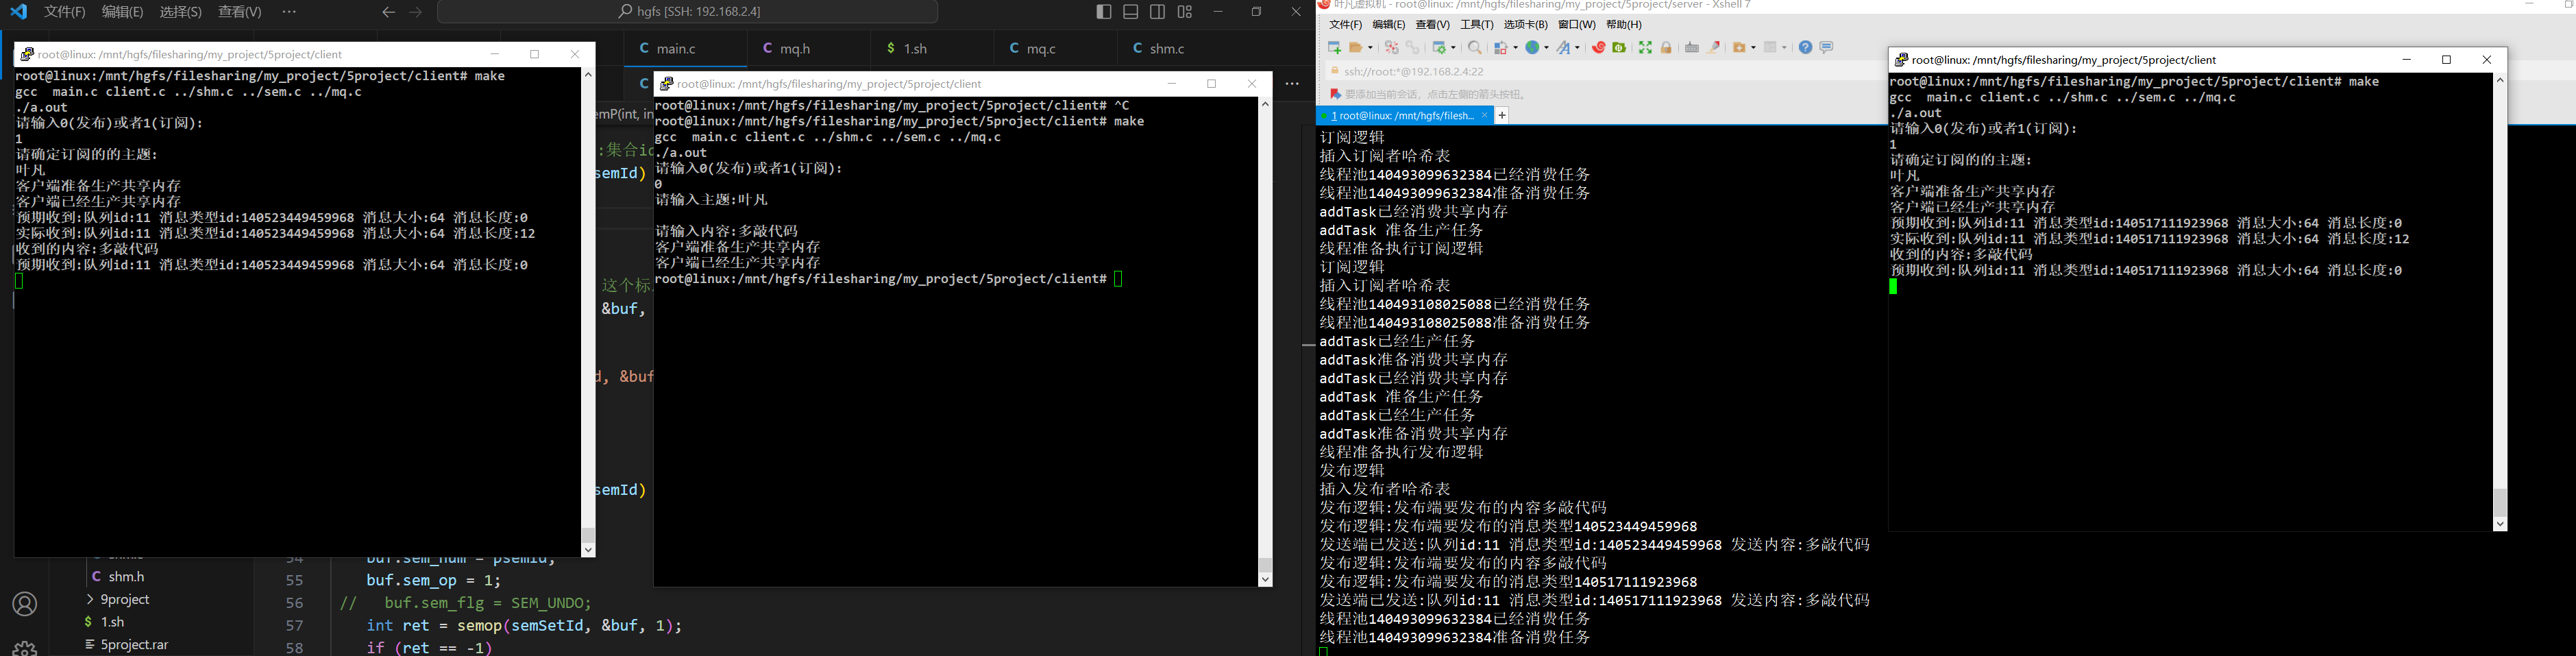 文件(F) 编辑(E) 选择(S) 查看(V) ···
hgfs [SSH: 192.168.2.4]
main.c
mq.h
1.sh
mq.c
shm.c
root@linux: /mnt/hgfs/filesharing/my_project/5project/client
root@linux:/mnt/hgfs/filesharing/my_project/5project/client# make
gcc  main.c client.c ../shm.c ../sem.c ../mq.c
./a.out
请输入0(发布)或者1(订阅):
1
请确定订阅的的主题:
叶凡
客户端准备生产共享内存
客户端已经生产共享内存
预期收到:队列id:11 消息类型id:140523449459968 消息大小:64 消息长度:0
实际收到:队列id:11 消息类型id:140523449459968 消息大小:64 消息长度:12
收到的内容:多敲代码
预期收到:队列id:11 消息类型id:140523449459968 消息大小:64 消息长度:0
root@linux: /mnt/hgfs/filesharing/my_project/5project/client
root@linux:/mnt/hgfs/filesharing/my_project/5project/client# ^C
root@linux:/mnt/hgfs/filesharing/my_project/5project/client# make
gcc  main.c client.c ../shm.c ../sem.c ../mq.c
./a.out
请输入0(发布)或者1(订阅):
0
请输入主题:叶凡
请输入内容:多敲代码
客户端准备生产共享内存
客户端已经生产共享内存
root@linux:/mnt/hgfs/filesharing/my_project/5project/client#
emP(int, in
:集合id
semId)
这个标
&buf,
d, &buf
semId)
shm.h
9project
1.sh
5project.rar
54 buf.sem_num = psemId;
55 buf.sem_op = 1;
56 //   buf.sem_flg = SEM_UNDO;
57 int ret = semop(semSetId, &buf, 1);
58 if (ret == -1)
叶凡虚拟机 - root@linux: /mnt/hgfs/filesharing/my_project/5project/server - Xshell 7
文件(F) 编辑(E) 查看(V) 工具(T) 选项卡(B) 窗口(W) 帮助(H)
ssh://root:*@192.168.2.4:22
要添加当前会话，点击左侧的箭头按钮。
1 root@linux: /mnt/hgfs/filesh... × +
订阅逻辑
插入订阅者哈希表
线程池140493099632384已经消费任务
线程池140493099632384准备消费任务
addTask已经消费共享内存
addTask 准备生产任务
线程准备执行订阅逻辑
订阅逻辑
插入订阅者哈希表
线程池140493108025088已经消费任务
线程池140493108025088准备消费任务
addTask已经生产任务
addTask准备消费共享内存
addTask已经消费共享内存
addTask 准备生产任务
addTask已经生产任务
addTask准备消费共享内存
线程准备执行发布逻辑
发布逻辑
插入发布者哈希表
发布逻辑:发布端要发布的内容多敲代码
发布逻辑:发布端要发布的消息类型140523449459968
发送端已发送:队列id:11 消息类型id:140523449459968 发送内容:多敲代码
发布逻辑:发布端要发布的内容多敲代码
发布逻辑:发布端要发布的消息类型140517111923968
发送端已发送:队列id:11 消息类型id:140517111923968 发送内容:多敲代码
线程池140493099632384已经消费任务
线程池140493099632384准备消费任务
root@linux: /mnt/hgfs/filesharing/my_project/5project/client
root@linux:/mnt/hgfs/filesharing/my_project/5project/client# make
gcc  main.c client.c ../shm.c ../sem.c ../mq.c
./a.out
请输入0(发布)或者1(订阅):
1
请确定订阅的的主题:
叶凡
客户端准备生产共享内存
客户端已经生产共享内存
预期收到:队列id:11 消息类型id:140517111923968 消息大小:64 消息长度:0
实际收到:队列id:11 消息类型id:140517111923968 消息大小:64 消息长度:12
收到的内容:多敲代码
预期收到:队列id:11 消息类型id:140517111923968 消息大小:64 消息长度:0